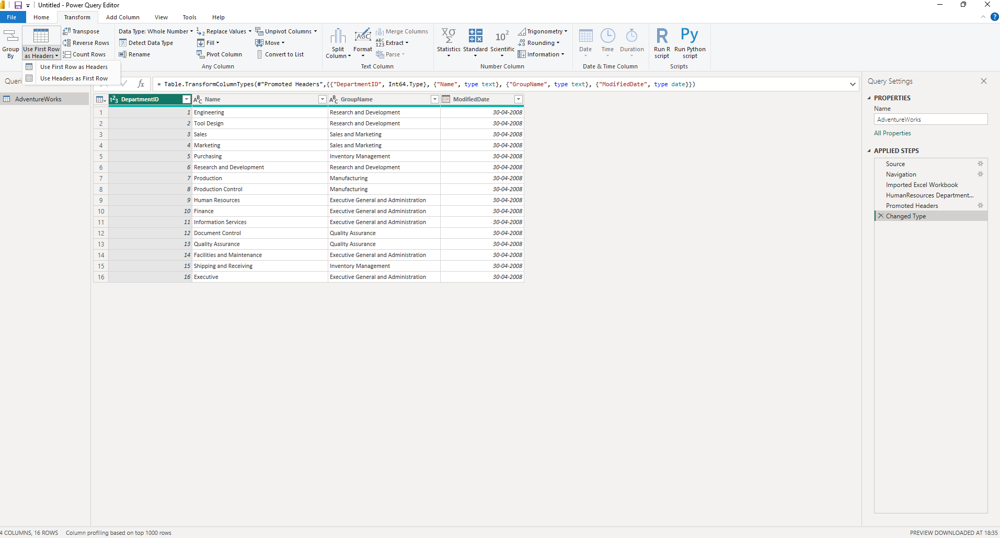 Untitled - Power Query Editor
File Home Transform Add Column View Tools Help
Group By
Use First Row as Headers
Transpose
Reverse Rows
Count Rows
Use First Row as Headers
Use Headers as First Row
Data Type: Whole Number
Detect Data Type
Rename
Replace Values
Fill
Pivot Column
Unpivot Columns
Move
Convert to List
Any Column
Split Column
Format
Merge Columns
Extract
Parse
Text Column
Statistics
Standard
Scientific
Trigonometry
Rounding
Information
Number Column
Date
Time
Duration
Date & Time Column
Run R script
Run Python script
Scripts
Queri
AdventureWorks
fx
= Table.TransformColumnTypes(#"Promoted Headers",{{"DepartmentID", Int64.Type}, {"Name", type text}, {"GroupName", type text}, {"ModifiedDate", type date}})
DepartmentID Name GroupName ModifiedDate
1 1 Engineering Research and Development 30-04-2008
2 2 Tool Design Research and Development 30-04-2008
3 3 Sales Sales and Marketing 30-04-2008
4 4 Marketing Sales and Marketing 30-04-2008
5 5 Purchasing Inventory Management 30-04-2008
6 6 Research and Development Research and Development 30-04-2008
7 7 Production Manufacturing 30-04-2008
8 8 Production Control Manufacturing 30-04-2008
9 9 Human Resources Executive General and Administration 30-04-2008
10 10 Finance Executive General and Administration 30-04-2008
11 11 Information Services Executive General and Administration 30-04-2008
12 12 Document Control Quality Assurance 30-04-2008
13 13 Quality Assurance Quality Assurance 30-04-2008
14 14 Facilities and Maintenance Executive General and Administration 30-04-2008
15 15 Shipping and Receiving Inventory Management 30-04-2008
16 16 Executive Executive General and Administration 30-04-2008
Query Settings
PROPERTIES
Name
AdventureWorks
All Properties
APPLIED STEPS
Source
Navigation
Imported Excel Workbook
HumanResources Department...
Promoted Headers
Changed Type
4 COLUMNS, 16 ROWS Column profiling based on top 1000 rows
PREVIEW DOWNLOADED AT 18:35